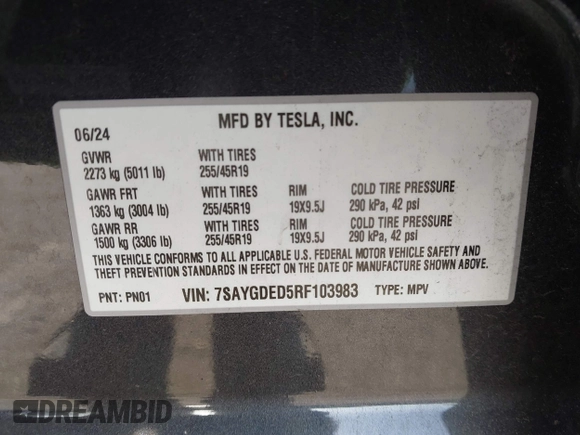 MFD BY TESLA, INC.
06/24
GVWR WITH TIRES
2273 kg (5011 lb) 255/45R19
GAWR FRT WITH TIRES RIM COLD TIRE PRESSURE
1363 kg (3004 lb) 255/45R19 19X9.5J 290 kPa, 42 psi
GAWR RR WITH TIRES RIM COLD TIRE PRESSURE
1500 kg (3306 lb) 255/45R19 19X9.5J 290 kPa, 42 psi
THIS VEHICLE CONFORMS TO ALL APPLICABLE U.S. FEDERAL MOTOR VEHICLE SAFETY AND
THEFT PREVENTION STANDARDS IN EFFECT ON THE DATE OF MANUFACTURE SHOWN ABOVE.
PNT: PN01 VIN: 7SAYGDED5RF103983 TYPE: MPV
DREAMBID